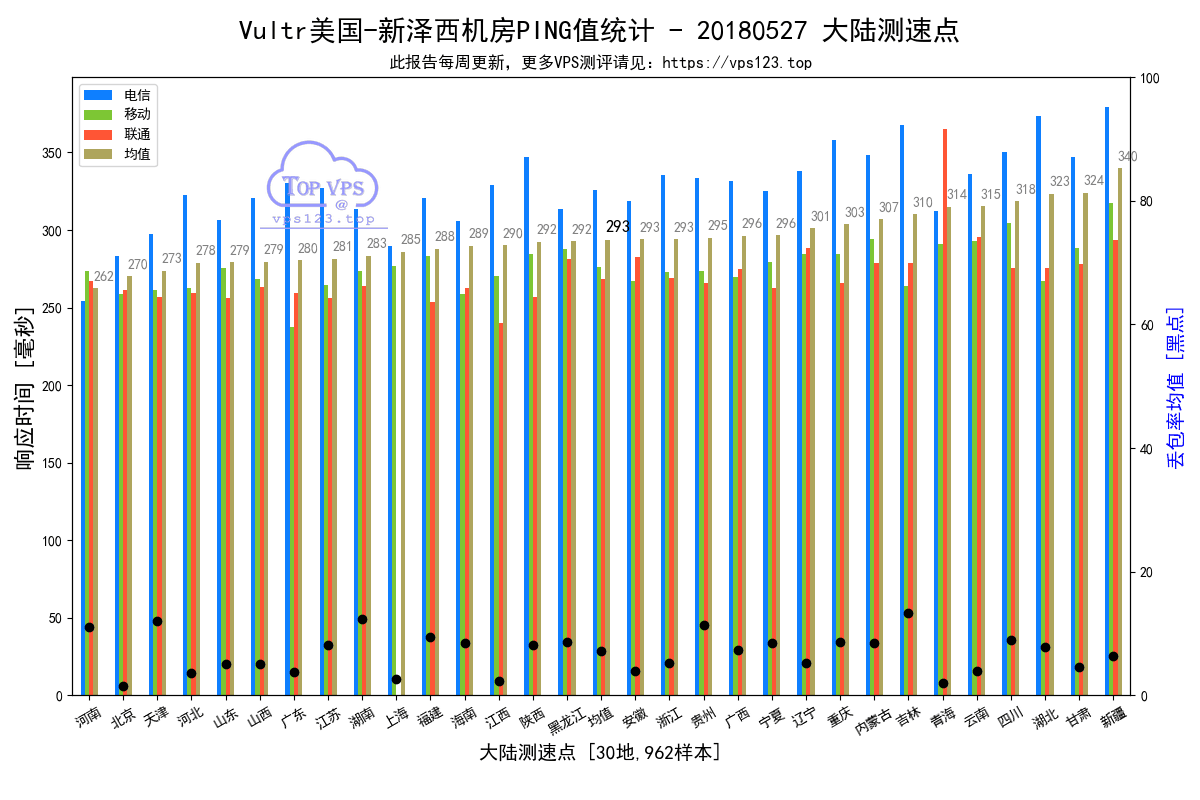 Vultr美国-新泽西机房PING值统计 - 20180527 大陆测速点
此报告每周更新，更多VPS测评请见：https://vps123.top
电信
移动
联通
均值
TOP VPS
@
vps123.top
响应时间 [毫秒]
350
300
250
200
150
100
50
0
262
270
273
278
279
279
280
281
283
285
288
289
290
292
292
293
293
293
295
296
296
301
303
307
310
314
315
318
323
324
340
100
80
60
40
20
0
丢包率均值 [黑点]
河南
北京
天津
河北
山东
山西
广东
江苏
湖南
上海
福建
海南
江西
陕西
黑龙江
均值
安徽
浙江
贵州
广西
宁夏
辽宁
重庆
内蒙古
吉林
青海
云南
四川
湖北
甘肃
新疆
大陆测速点 [30地,962样本]